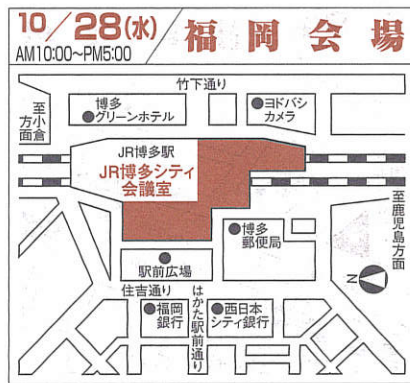 10/28(水)
AM10:00~PM5:00
福岡会場
竹下通り
至小倉
方面
博多
●グリーンホテル
●ヨドバシ
カメラ
JR博多駅
JR博多シティ
会議室
至鹿児島方面
●博多
郵便局
駅前広場
N
住吉通り
はかた駅前通り
●福岡
銀行
●西日本
シティ銀行